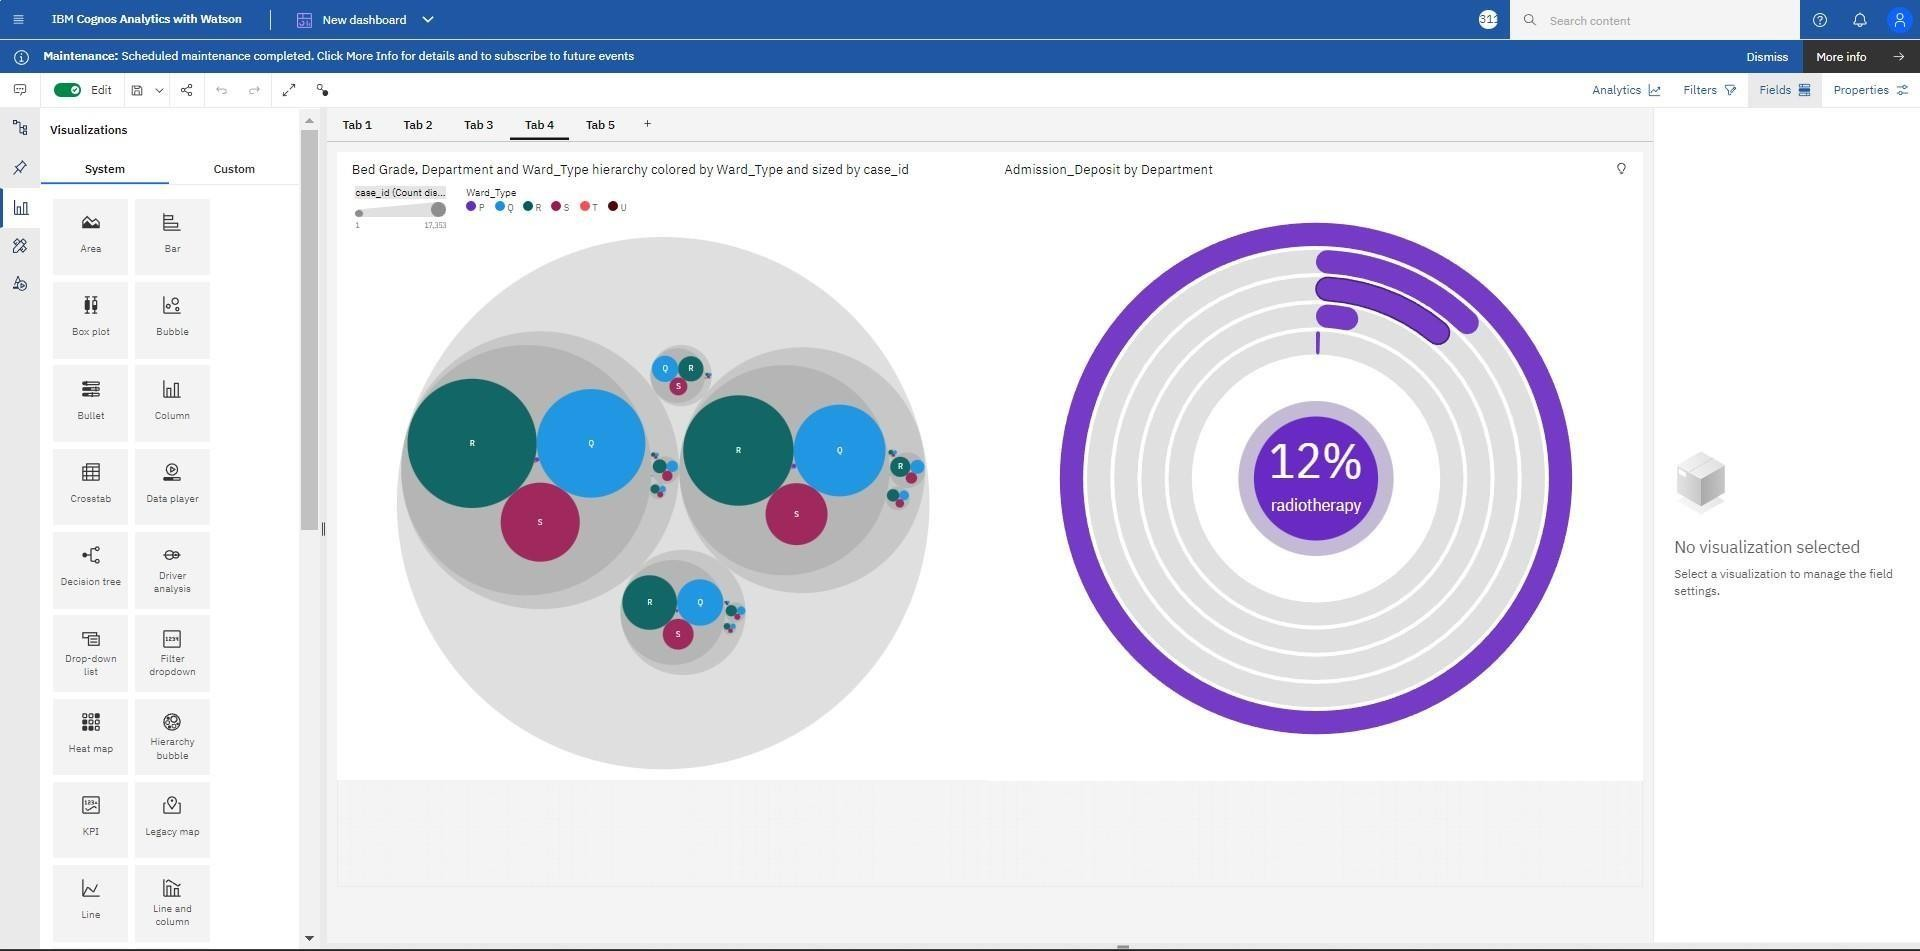 IBM Cognos Analytics with Watson
New dashboard
311
Search content
Maintenance: Scheduled maintenance completed. Click More Info for details and to subscribe to future events
Dismiss
More info
Edit
Analytics
Filters
Fields
Properties
Visualizations
System
Custom
Area
Bar
Box plot
Bubble
Bullet
Column
Crosstab
Data player
Decision tree
Driver
analysis
Drop-down
list
Filter
dropdown
Heat map
Hierarchy
bubble
KPI
Legacy map
Line
Line and
column
Tab 1
Tab 2
Tab 3
Tab 4
Tab 5
Bed Grade, Department and Ward_Type hierarchy colored by Ward_Type and sized by case_id
case_id (Count dis...
1
17,353
Ward_Type
P
Q
R
S
T
U
Q
R
S
R
Q
S
R
Q
S
R
R
Q
S
Admission_Deposit by Department
12%
radiotherapy
No visualization selected
Select a visualization to manage the field
settings.